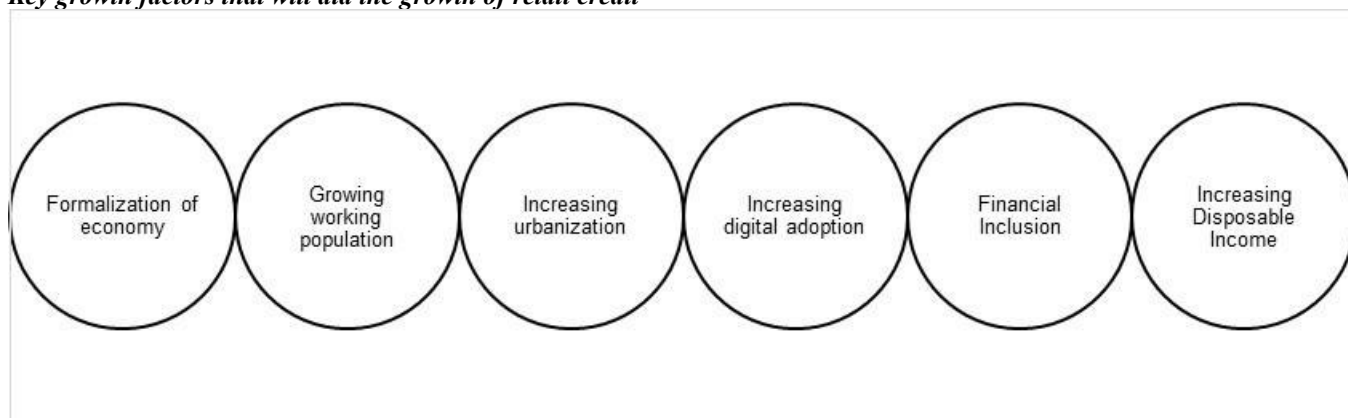 Key growth factors that will aid the growth of retail credit
Formalization of
economy
Growing
working
population
Increasing
urbanization
Increasing
digital adoption
Financial
Inclusion
Increasing
Disposable
Income